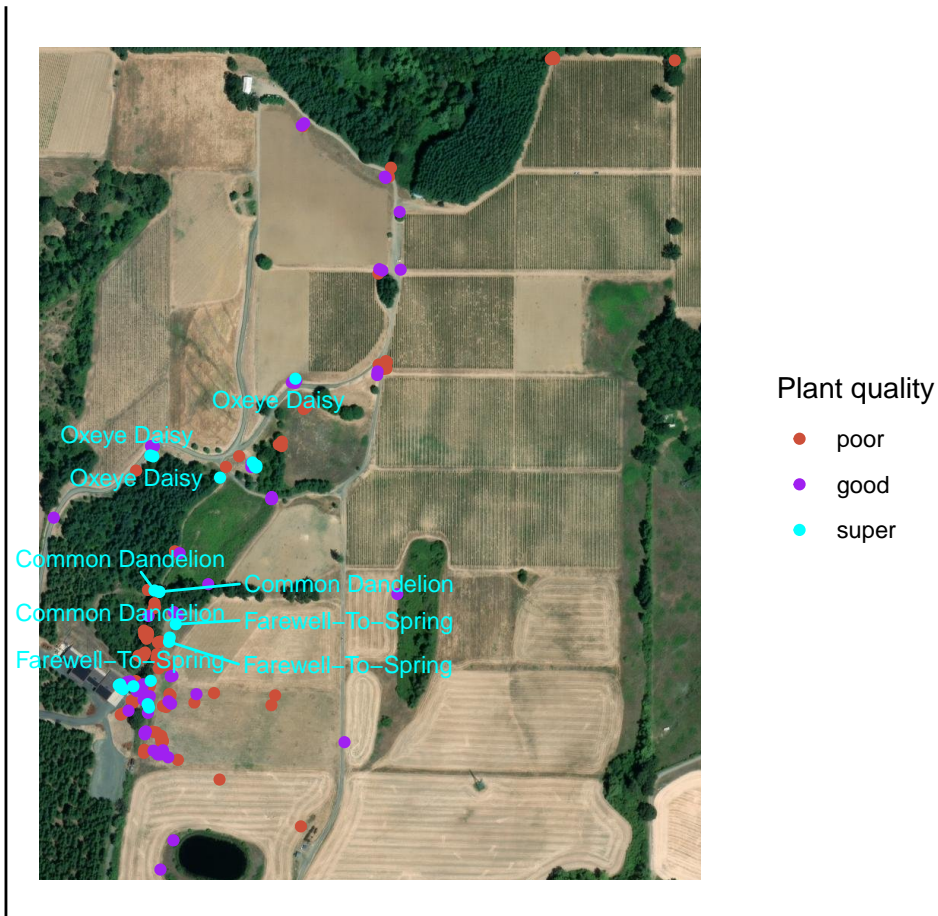 Oxeye Daisy
Oxeye Daisy
Oxeye Daisy
Common Dandelion
Common Dandelion
Common Dandelion
Farewell−To−Spring
Farewell−To−Spring
Farewell−To−Spring
Plant quality
poor
good
super